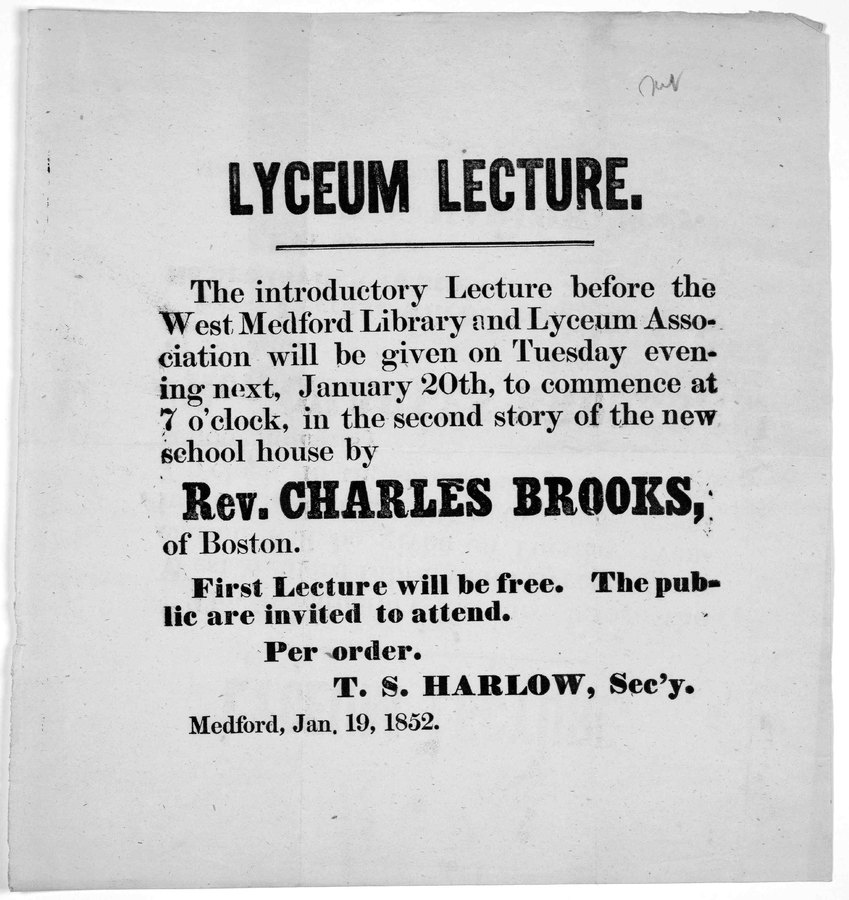 LYCEUM LECTURE.
The introductory Lecture before the
West Medford Library and Lyceum Asso-
ciation will be given on Tuesday even-
ing next, January 20th, to commence at
7 o'clock, in the second story of the new
school house by
Rev. CHARLES BROOKS,
of Boston.
First Lecture will be free. The pub-
lic are invited to attend.
Per order.
T. S. HARLOW, Sec'y.
Medford, Jan. 19, 1852.